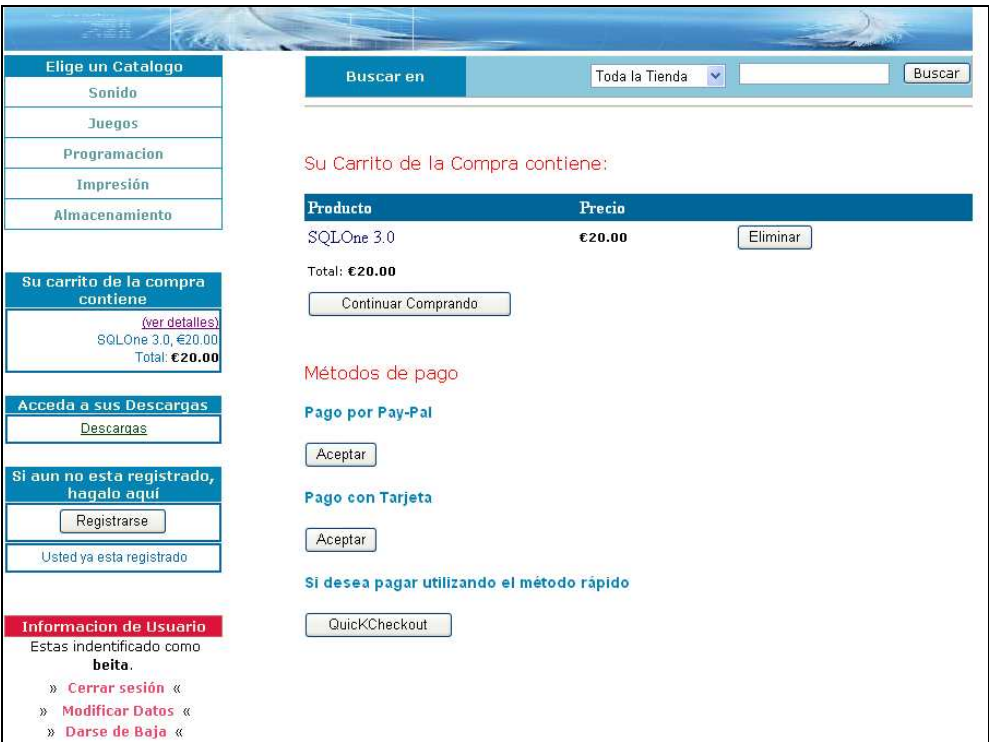 Elige un Catalogo
Sonido
Juegos
Programacion
Impresión
Almacenamiento
Su carrito de la compra
contiene
(ver detalles)
SQLOne 3.0, €20.00
Total: €20.00
Acceda a sus Descargas
Descargas
Si aun no esta registrado,
hagalo aquí
Registrarse
Usted ya esta registrado
Informacion de Usuario
Estas indentificado como
beita.
» Cerrar sesión «
» Modificar Datos «
» Darse de Baja «
Buscar en Toda la Tienda Buscar
Su Carrito de la Compra contiene:
Producto Precio
SQLOne 3.0 €20.00 Eliminar
Total: €20.00
Continuar Comprando
Métodos de pago
Pago por Pay-Pal
Aceptar
Pago con Tarjeta
Aceptar
Si desea pagar utilizando el método rápido
QuicKCheckout